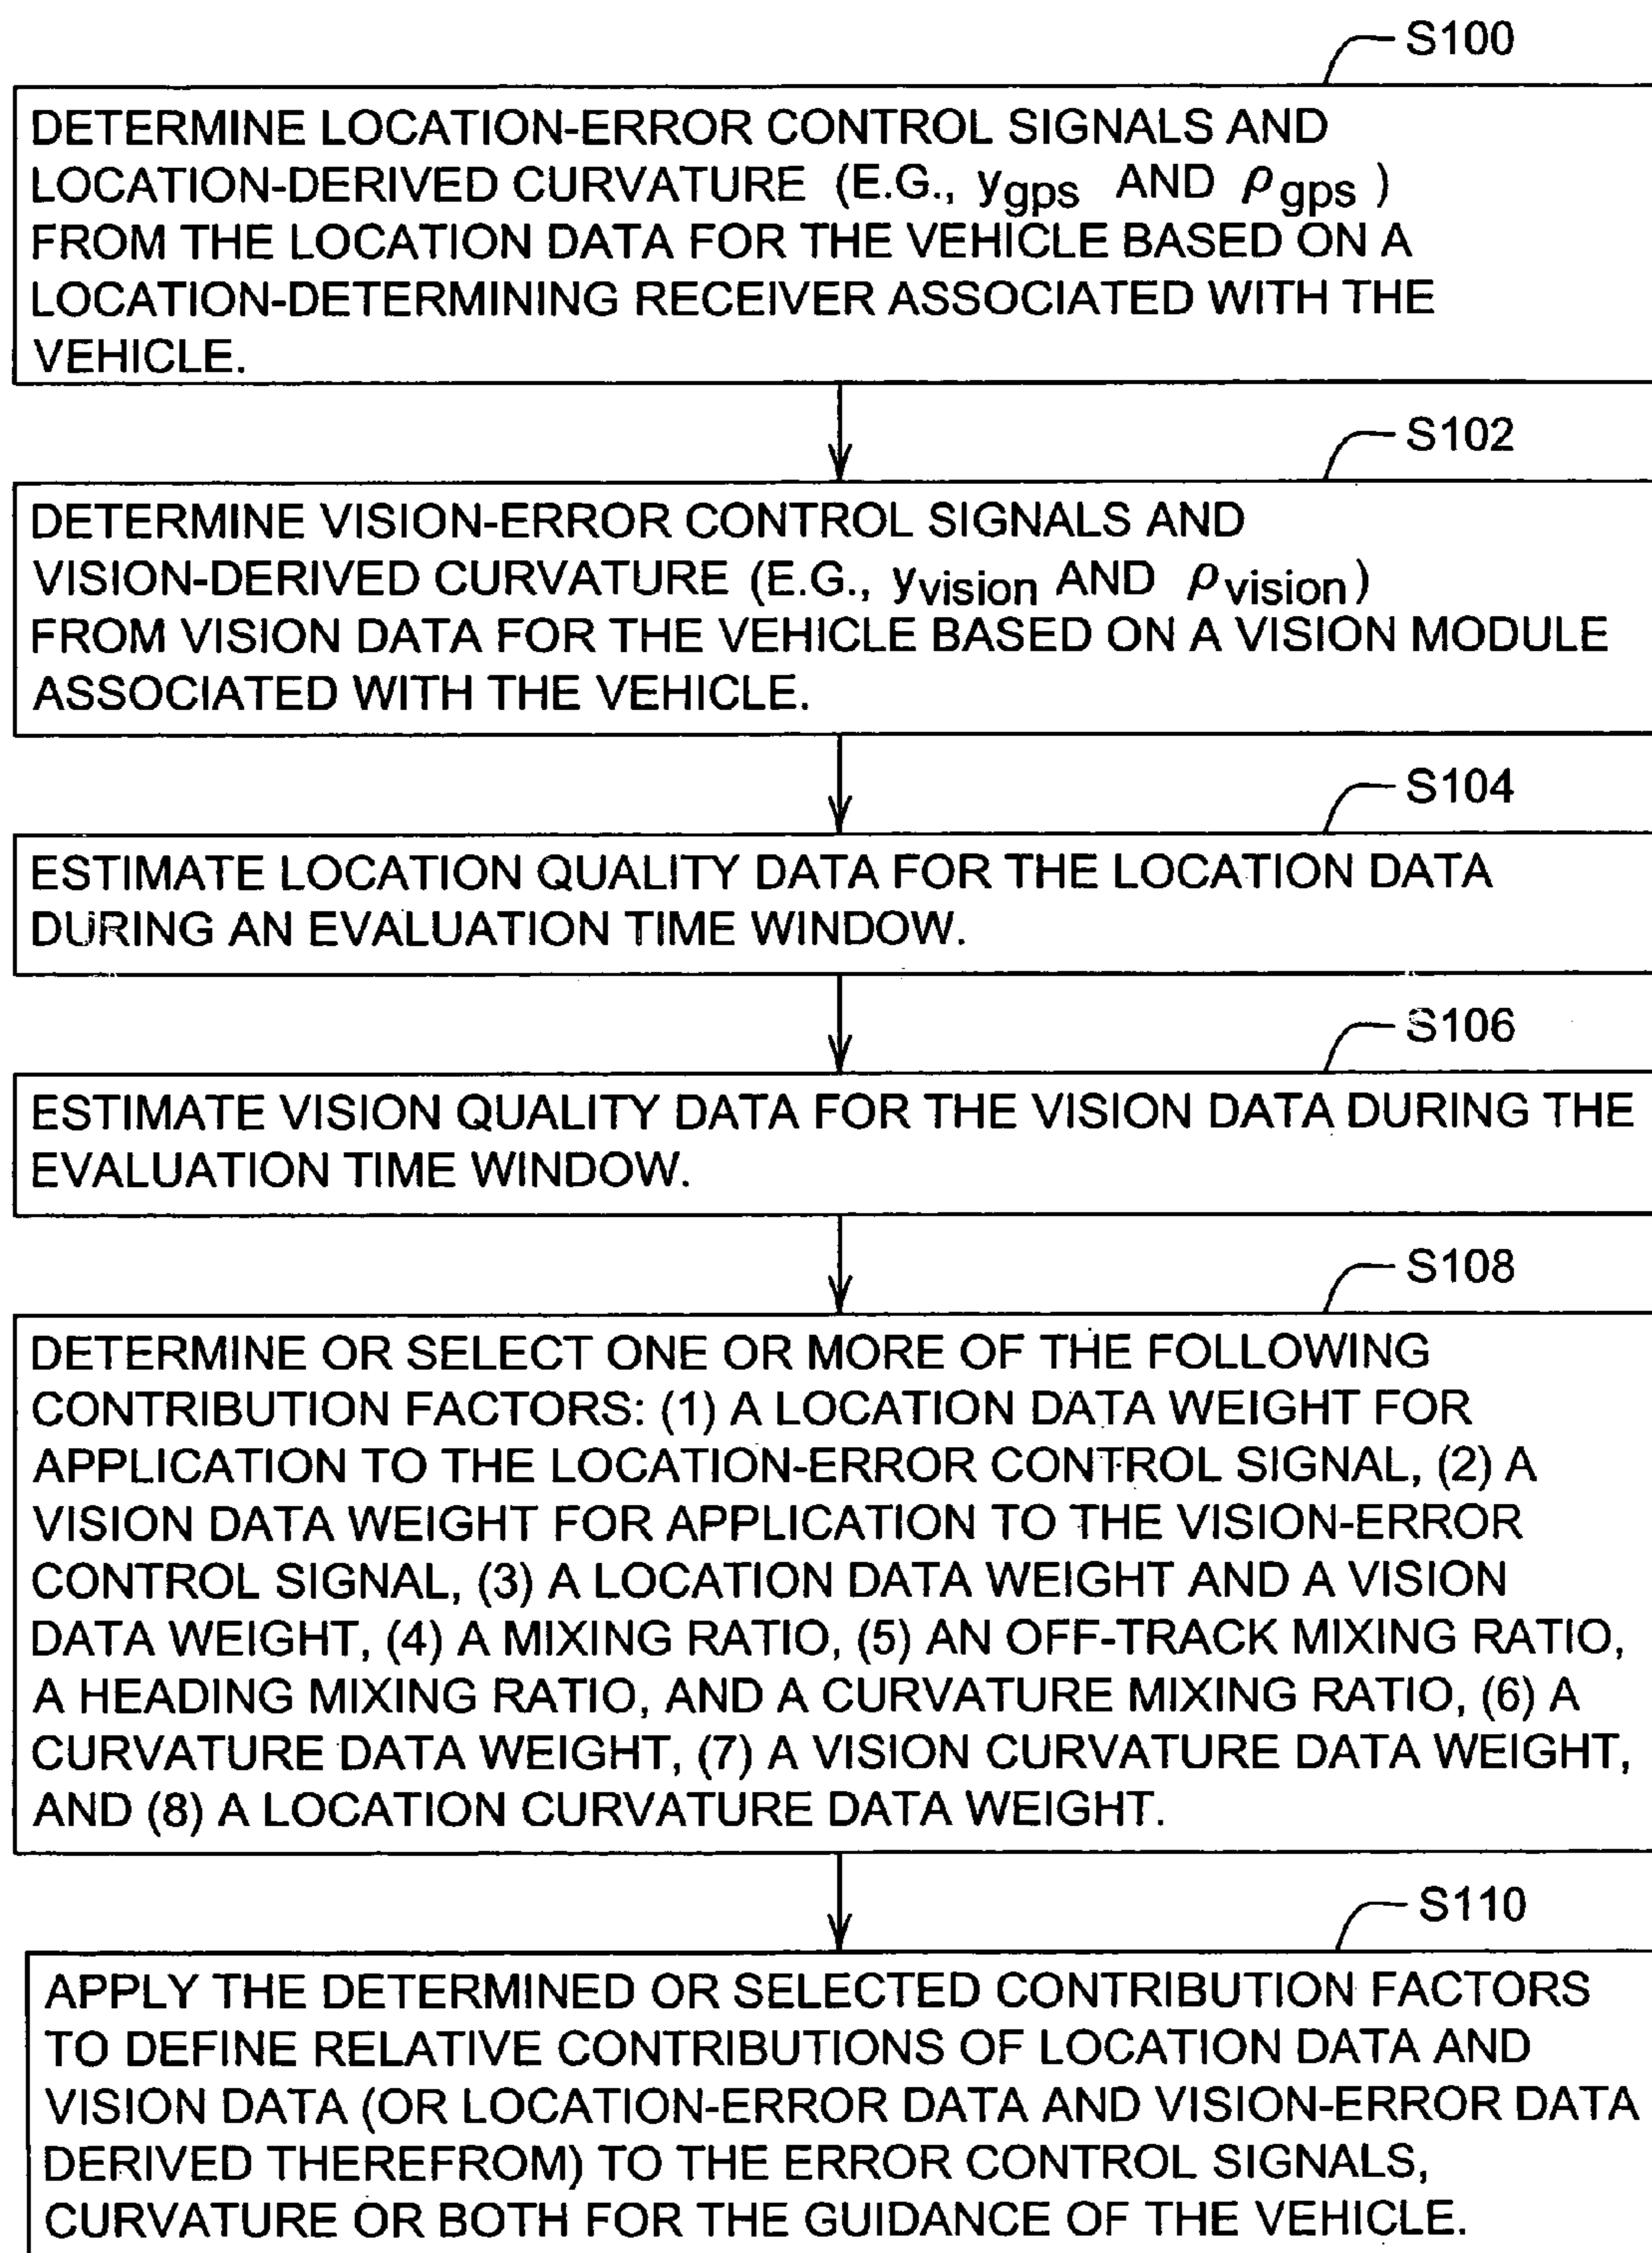 S100
DETERMINE LOCATION-ERROR CONTROL SIGNALS AND
LOCATION-DERIVED CURVATURE (E.G., ygps AND ρgps )
FROM THE LOCATION DATA FOR THE VEHICLE BASED ON A
LOCATION-DETERMINING RECEIVER ASSOCIATED WITH THE
VEHICLE.
S102
DETERMINE VISION-ERROR CONTROL SIGNALS AND
VISION-DERIVED CURVATURE (E.G., yvision AND ρvision)
FROM VISION DATA FOR THE VEHICLE BASED ON A VISION MODULE
ASSOCIATED WITH THE VEHICLE.
S104
ESTIMATE LOCATION QUALITY DATA FOR THE LOCATION DATA
DURING AN EVALUATION TIME WINDOW.
S106
ESTIMATE VISION QUALITY DATA FOR THE VISION DATA DURING THE
EVALUATION TIME WINDOW.
S108
DETERMINE OR SELECT ONE OR MORE OF THE FOLLOWING
CONTRIBUTION FACTORS: (1) A LOCATION DATA WEIGHT FOR
APPLICATION TO THE LOCATION-ERROR CONTROL SIGNAL, (2) A
VISION DATA WEIGHT FOR APPLICATION TO THE VISION-ERROR
CONTROL SIGNAL, (3) A LOCATION DATA WEIGHT AND A VISION
DATA WEIGHT, (4) A MIXING RATIO, (5) AN OFF-TRACK MIXING RATIO,
A HEADING MIXING RATIO, AND A CURVATURE MIXING RATIO, (6) A
CURVATURE DATA WEIGHT, (7) A VISION CURVATURE DATA WEIGHT,
AND (8) A LOCATION CURVATURE DATA WEIGHT.
S110
APPLY THE DETERMINED OR SELECTED CONTRIBUTION FACTORS
TO DEFINE RELATIVE CONTRIBUTIONS OF LOCATION DATA AND
VISION DATA (OR LOCATION-ERROR DATA AND VISION-ERROR DATA
DERIVED THEREFROM) TO THE ERROR CONTROL SIGNALS,
CURVATURE OR BOTH FOR THE GUIDANCE OF THE VEHICLE.